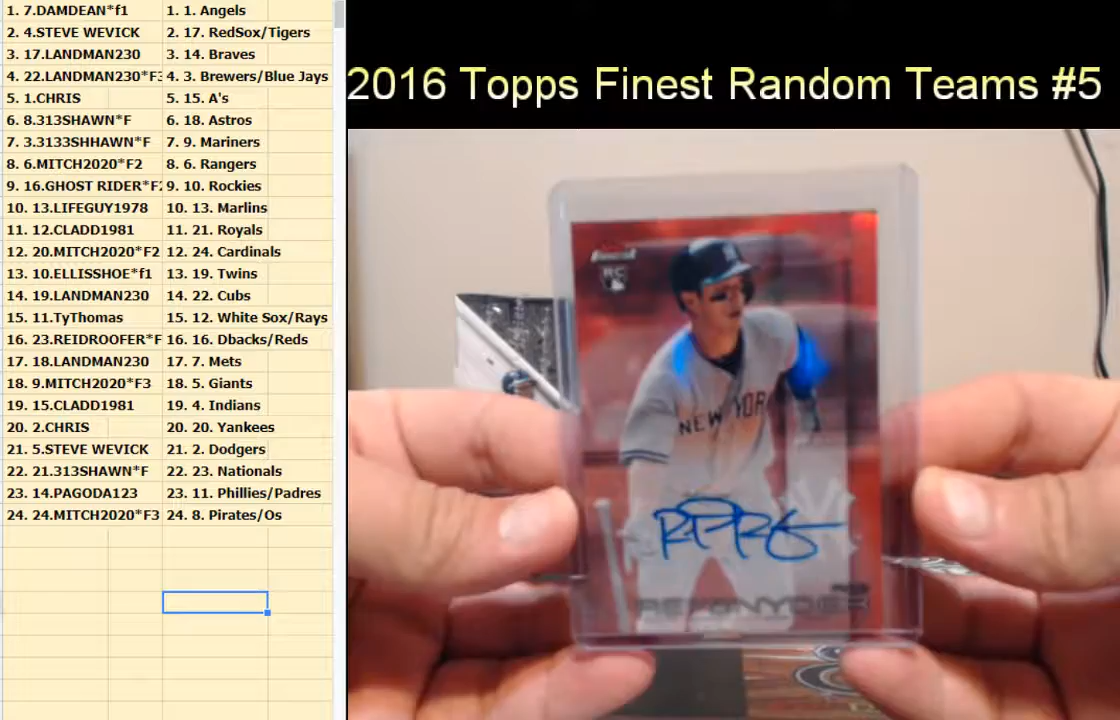 1. 7.DAMDEAN*f1 1. 1. Angels
2. 4.STEVE WEVICK 2. 17. RedSox/Tigers
3. 17.LANDMAN230 3. 14. Braves
4. 22.LANDMAN230*F3 4. 3. Brewers/Blue Jays
5. 1.CHRIS 5. 15. A's
6. 8.313SHAWN*F 6. 18. Astros
7. 3.3133SHHAWN*F 7. 9. Mariners
8. 6.MITCH2020*F2 8. 6. Rangers
9. 16.GHOST RIDER*F2 9. 10. Rockies
10. 13.LIFEGUY1978 10. 13. Marlins
11. 12.CLADD1981 11. 21. Royals
12. 20.MITCH2020*F2 12. 24. Cardinals
13. 10.ELLISSHOE*f1 13. 19. Twins
14. 19.LANDMAN230 14. 22. Cubs
15. 11.TyThomas 15. 12. White Sox/Rays
16. 23.REIDROOFER*F 16. 16. Dbacks/Reds
17. 18.LANDMAN230 17. 7. Mets
18. 9.MITCH2020*F3 18. 5. Giants
19. 15.CLADD1981 19. 4. Indians
20. 2.CHRIS 20. 20. Yankees
21. 5.STEVE WEVICK 21. 2. Dodgers
22. 21.313SHAWN*F 22. 23. Nationals
23. 14.PAGODA123 23. 11. Phillies/Padres
24. 24.MITCH2020*F3 24. 8. Pirates/Os
2016 Topps Finest Random Teams #5
Finest
RC
NEW YORK
REFSNYDER